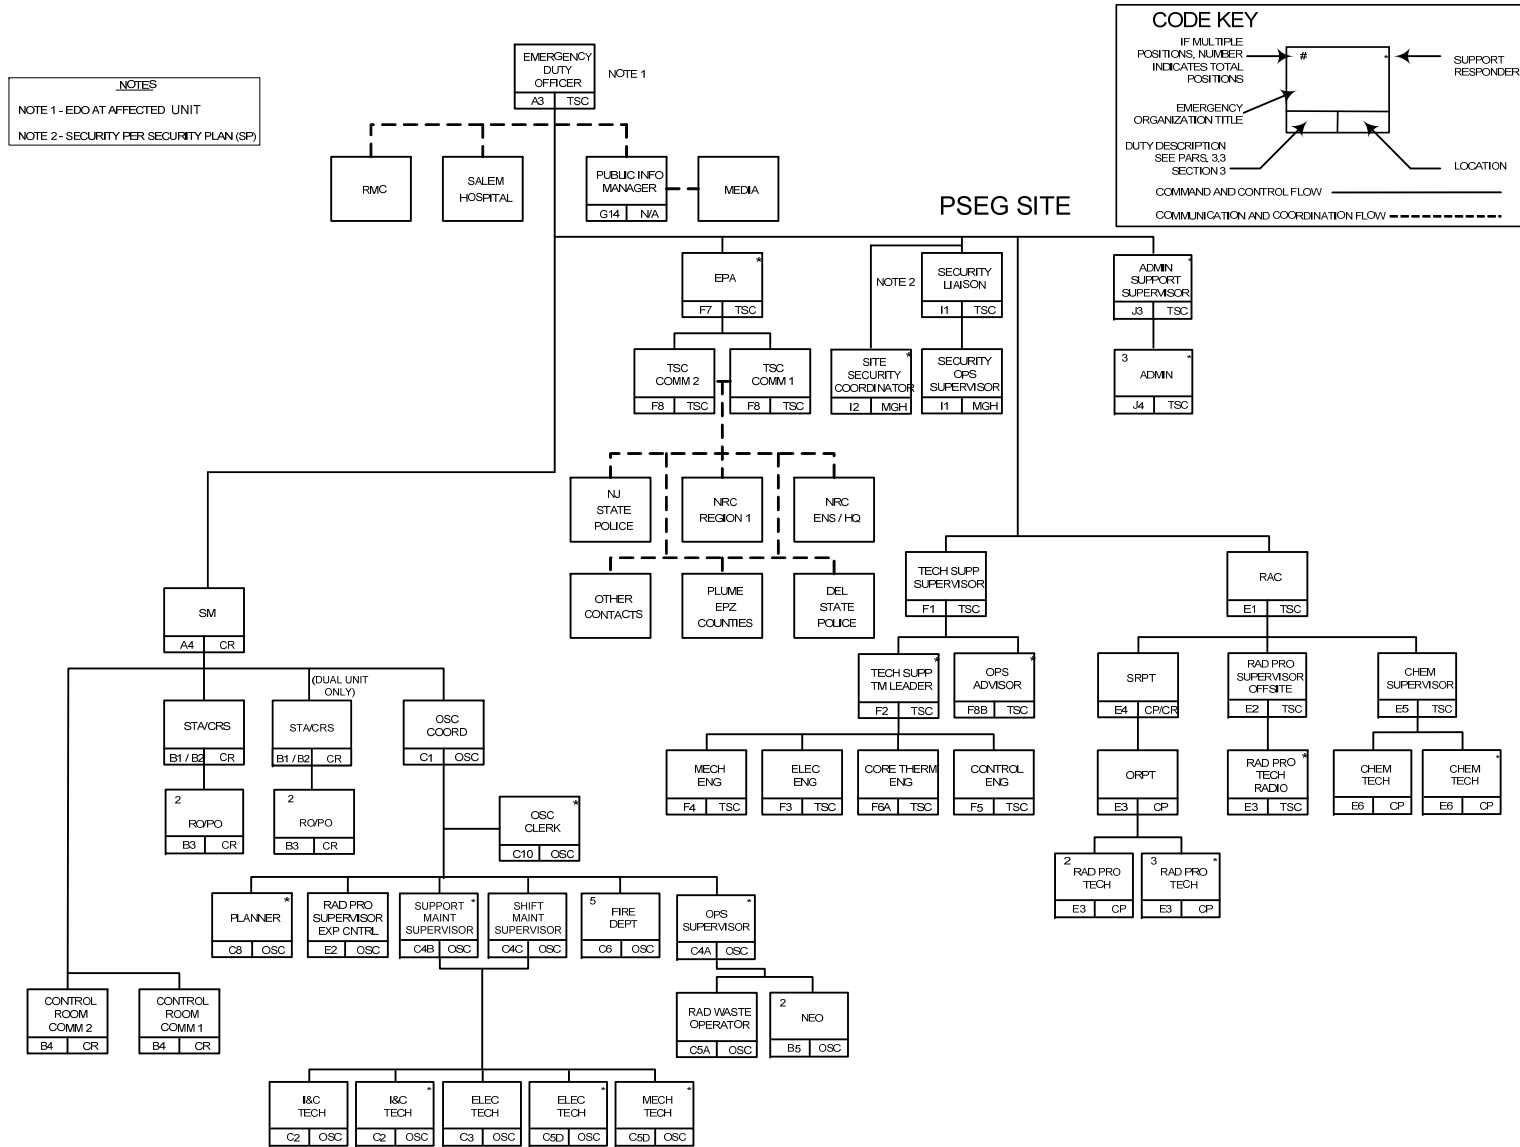 CODE KEY
IF MULTIPLE
POSITIONS, NUMBER
INDICATES TOTAL
POSITIONS
#
*
SUPPORT
RESPONDER
EMERGENCY
ORGANIZATION TITLE
DUTY DESCRIPTION
SEE PARS. 3.3
SECTION 3
LOCATION
COMMAND AND CONTROL FLOW
COMMUNICATION AND COORDINATION FLOW
NOTES
NOTE 1 - EDO AT AFFECTED UNIT
NOTE 2 - SECURITY PER SECURITY PLAN (SP)
EMERGENCY
DUTY
OFFICER
A3 TSC
NOTE 1
RMC
SALEM
HOSPITAL
PUBLIC INFO
MANAGER
G14 N/A
MEDIA
PSEG SITE
*
EPA
F7 TSC
NOTE 2
SECURITY
LIAISON
I1 TSC
*
ADMIN
SUPPORT
SUPERVISOR
J3 TSC
TSC
COMM 2
F8 TSC
TSC
COMM 1
F8 TSC
*
SITE
SECURITY
COORDINATOR
I2 MGH
SECURITY
OPS
SUPERVISOR
I1 MGH
3 *
ADMIN
J4 TSC
NJ
STATE
POLICE
NRC
REGION 1
NRC
ENS / HQ
OTHER
CONTACTS
PLUME
EPZ
COUNTIES
DEL
STATE
POLICE
TECH SUPP
SUPERVISOR
F1 TSC
RAC
E1 TSC
SM
A4 CR
*
TECH SUPP
TM LEADER
F2 TSC
*
OPS
ADVISOR
F8B TSC
SRPT
E4 CP/CR
RAD PRO
SUPERVISOR
OFFSITE
E2 TSC
CHEM
SUPERVISOR
E5 TSC
STA/CRS
B1 / B2 CR
(DUAL UNIT
ONLY)
STA/CRS
B1 / B2 CR
OSC
COORD
C1 OSC
MECH
ENG
F4 TSC
ELEC
ENG
F3 TSC
CORE THERM
ENG
F6A TSC
CONTROL
ENG
F5 TSC
ORPT
E3 CP
*
RAD PRO
TECH
RADIO
E3 TSC
CHEM
TECH
E6 CP
*
CHEM
TECH
E6 CP
2
RO/PO
B3 CR
2
RO/PO
B3 CR
*
OSC
CLERK
C10 OSC
2
RAD PRO
TECH
E3 CP
3 *
RAD PRO
TECH
E3 CP
*
PLANNER
C8 OSC
RAD PRO
SUPERVISOR
EXP CNTRL
E2 OSC
*
SUPPORT
MAINT
SUPERVISOR
C4B OSC
SHIFT
MAINT
SUPERVISOR
C4C OSC
5
FIRE
DEPT
C6 OSC
*
OPS
SUPERVISOR
C4A OSC
CONTROL
ROOM
COMM 2
B4 CR
CONTROL
ROOM
COMM 1
B4 CR
RAD WASTE
OPERATOR
C5A OSC
2
NEO
B5 OSC
I&C
TECH
C2 OSC
*
I&C
TECH
C2 OSC
ELEC
TECH
C3 OSC
*
ELEC
TECH
C5D OSC
*
MECH
TECH
C5D OSC